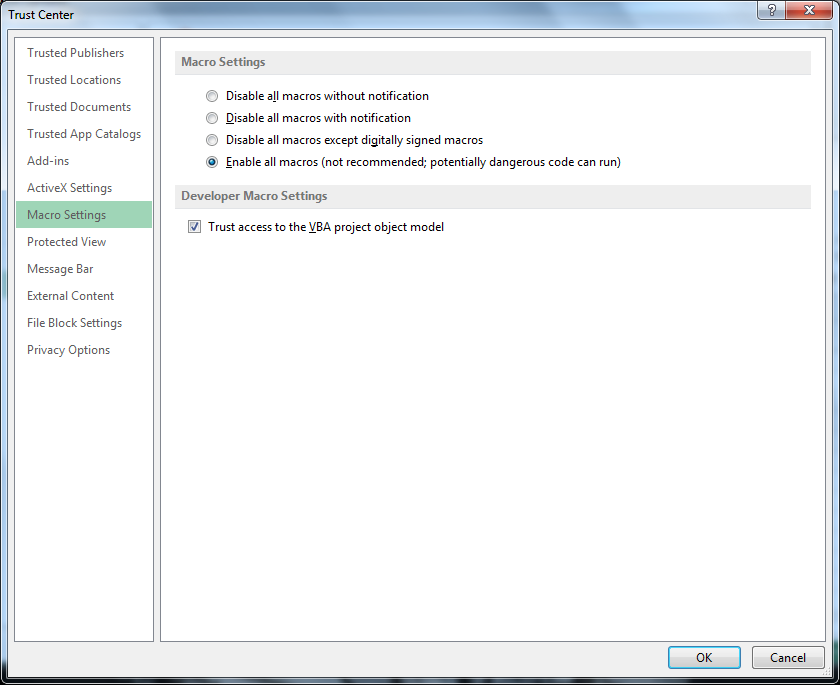 Trust Center
Trusted Publishers
Trusted Locations
Trusted Documents
Trusted App Catalogs
Add-ins
ActiveX Settings
Macro Settings
Protected View
Message Bar
External Content
File Block Settings
Privacy Options
Macro Settings
Disable all macros without notification
Disable all macros with notification
Disable all macros except digitally signed macros
Enable all macros (not recommended; potentially dangerous code can run)
Developer Macro Settings
Trust access to the VBA project object model
OK
Cancel